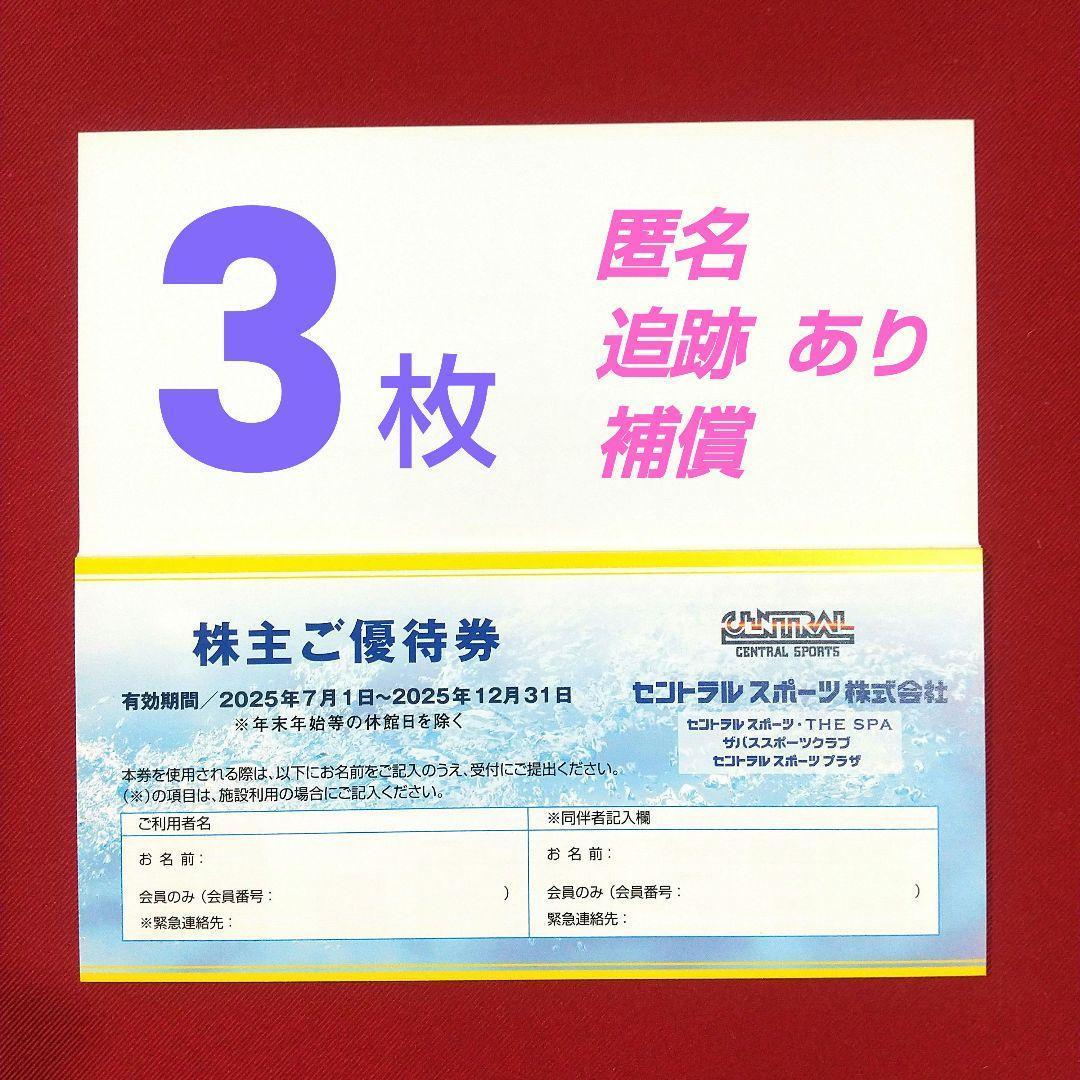 3枚
匿名
追跡 あり
補償
株主ご優待券
有効期間／2025年7月1日~2025年12月31日
※年末年始等の休館日を除く
CENTRAL
CENTRAL SPORTS
セントラルスポーツ株式会社
セントラルスポーツ・THE SPA
ザバススポーツクラブ
セントラルスポーツプラザ
本券を使用される際は、以下にお名前をご記入のうえ、受付にご提出ください。
(※)の項目は、施設利用の場合にご記入ください。
ご利用者名
お 名 前：
会員のみ（会員番号： ）
※緊急連絡先：
※同伴者記入欄
お 名 前：
会員のみ（会員番号： ）
緊急連絡先：